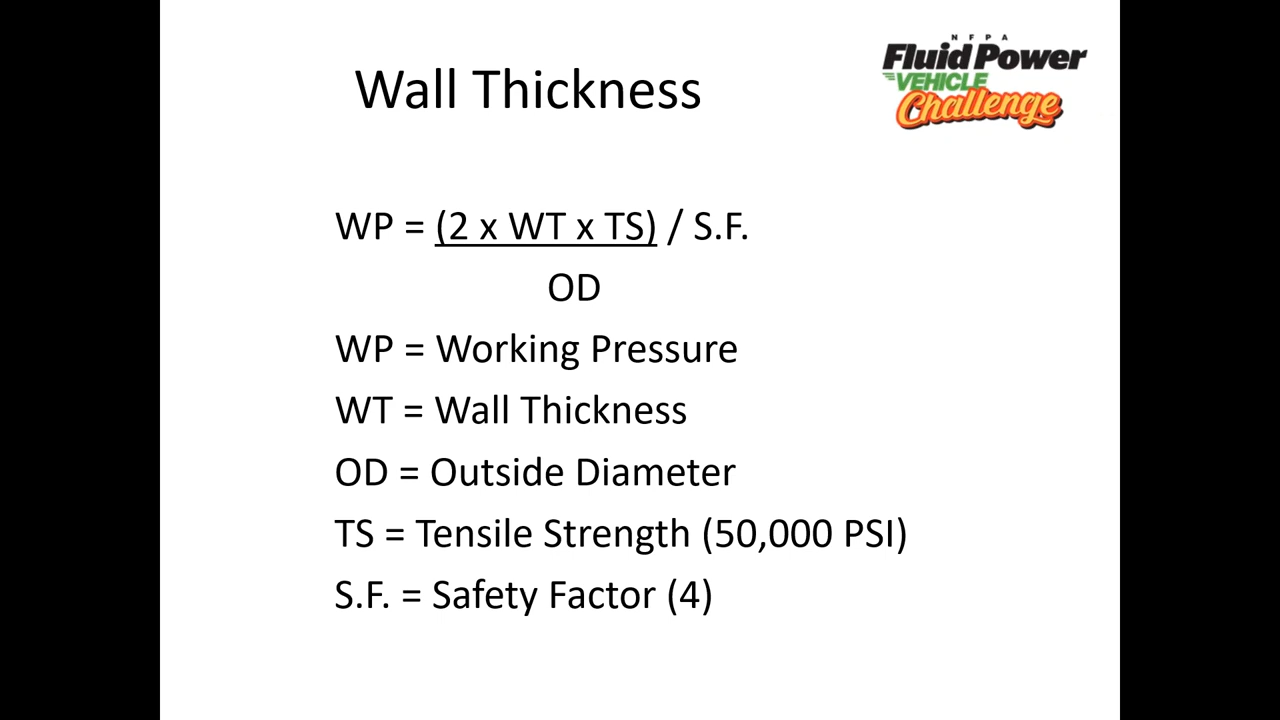 Wall Thickness
N F P A
Fluid Power
VEHICLE
Challenge
WP = (2 x WT x TS) / S.F.
OD
WP = Working Pressure
WT = Wall Thickness
OD = Outside Diameter
TS = Tensile Strength (50,000 PSI)
S.F. = Safety Factor (4)